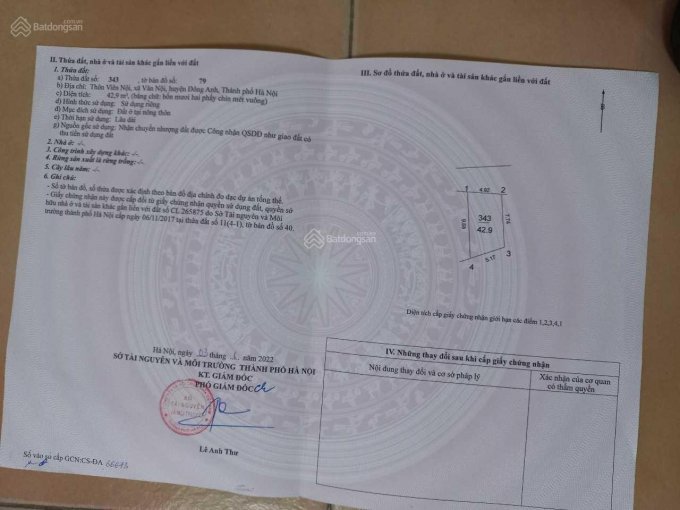 Batdongsan
.com.vn
II. Thửa đất, nhà ở và tài sản khác gắn liền với đất
1. Thửa đất:
a) Thửa đất số: 343 , tờ bản đồ số: 79
b) Địa chỉ: Thôn Viên Nội, xã Vân Nội, huyện Đông Anh, Thành phố Hà Nội
c) Diện tích: 42,9 m², (bằng chữ: bốn mươi hai phẩy chín mét vuông)
d) Hình thức sử dụng: Sử dụng riêng
đ) Mục đích sử dụng: Đất ở tại nông thôn
e) Thời hạn sử dụng: Lâu dài
g) Nguồn gốc sử dụng: Nhận chuyển nhượng đất được Công nhận QSDĐ như giao đất có
thu tiền sử dụng đất
2. Nhà ở: -/-
3. Công trình xây dựng khác: -/-
4. Rừng sản xuất là rừng trồng: -/-
5. Cây lâu năm: -/-
6. Ghi chú:
- Số tờ bản đồ, số thửa được xác định theo bản đồ địa chính đo đạc dự án tổng thể.
- Giấy chứng nhận này được cấp đổi từ giấy chứng nhận quyền sử dụng đất, quyền sở
hữu nhà ở và tài sản khác gắn liền với đất số CL 265875 do Sở Tài nguyên và Môi
trường thành phố Hà Nội cấp ngày 06/11/2017 tại thửa đất số 11(4-1), tờ bản đồ số 40.
Hà Nội, ngày 03 tháng 1 năm 2022
SỞ TÀI NGUYÊN VÀ MÔI TRƯỜNG THÀNH PHỐ HÀ NỘI
KT. GIÁM ĐỐC
PHÓ GIÁM ĐỐC
SỞ
TÀI NGUYÊN
Lê Anh Thư
Số vào sổ cấp GCN:CS-ĐA 66673
III. Sơ đồ thửa đất, nhà ở và tài sản khác gắn liền với đất
B
1 4.92 2
9.69
343
42.9
7.74
4 5.17 3
Diện tích cấp giấy chứng nhận giới hạn các điểm 1,2,3,4,1
Batdongsan
.com.vn
IV. Những thay đổi sau khi cấp giấy chứng nhận
Nội dung thay đổi và cơ sở pháp lý
Xác nhận của cơ quan
có thẩm quyền
Batdongsan
.com.vn